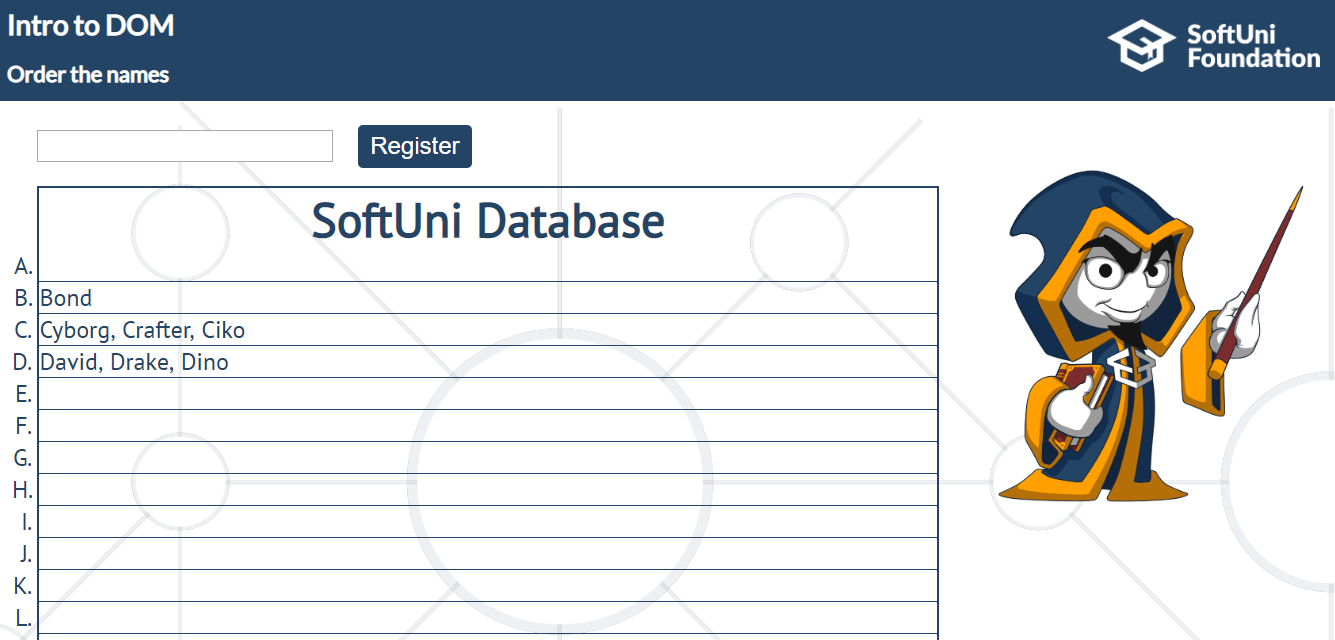 Intro to DOM
Order the names
SoftUni
Foundation
Register
SoftUni Database
A.
B. Bond
C. Cyborg, Crafter, Ciko
D. David, Drake, Dino
E.
F.
G.
H.
I.
J.
K.
L.